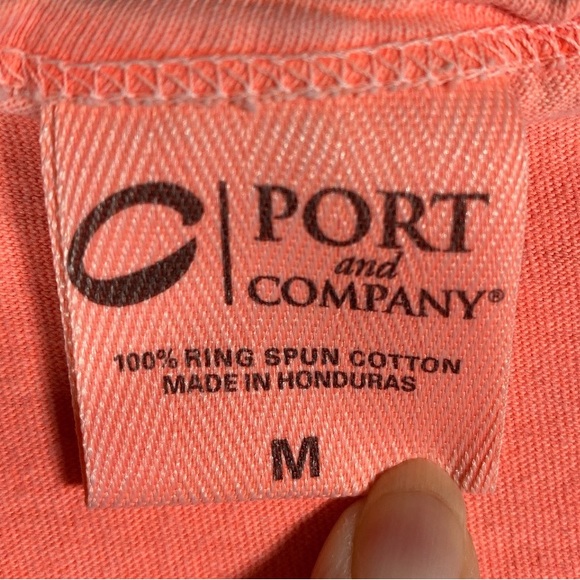 PORT
and
COMPANY®
100% RING SPUN COTTON
MADE IN HONDURAS
M